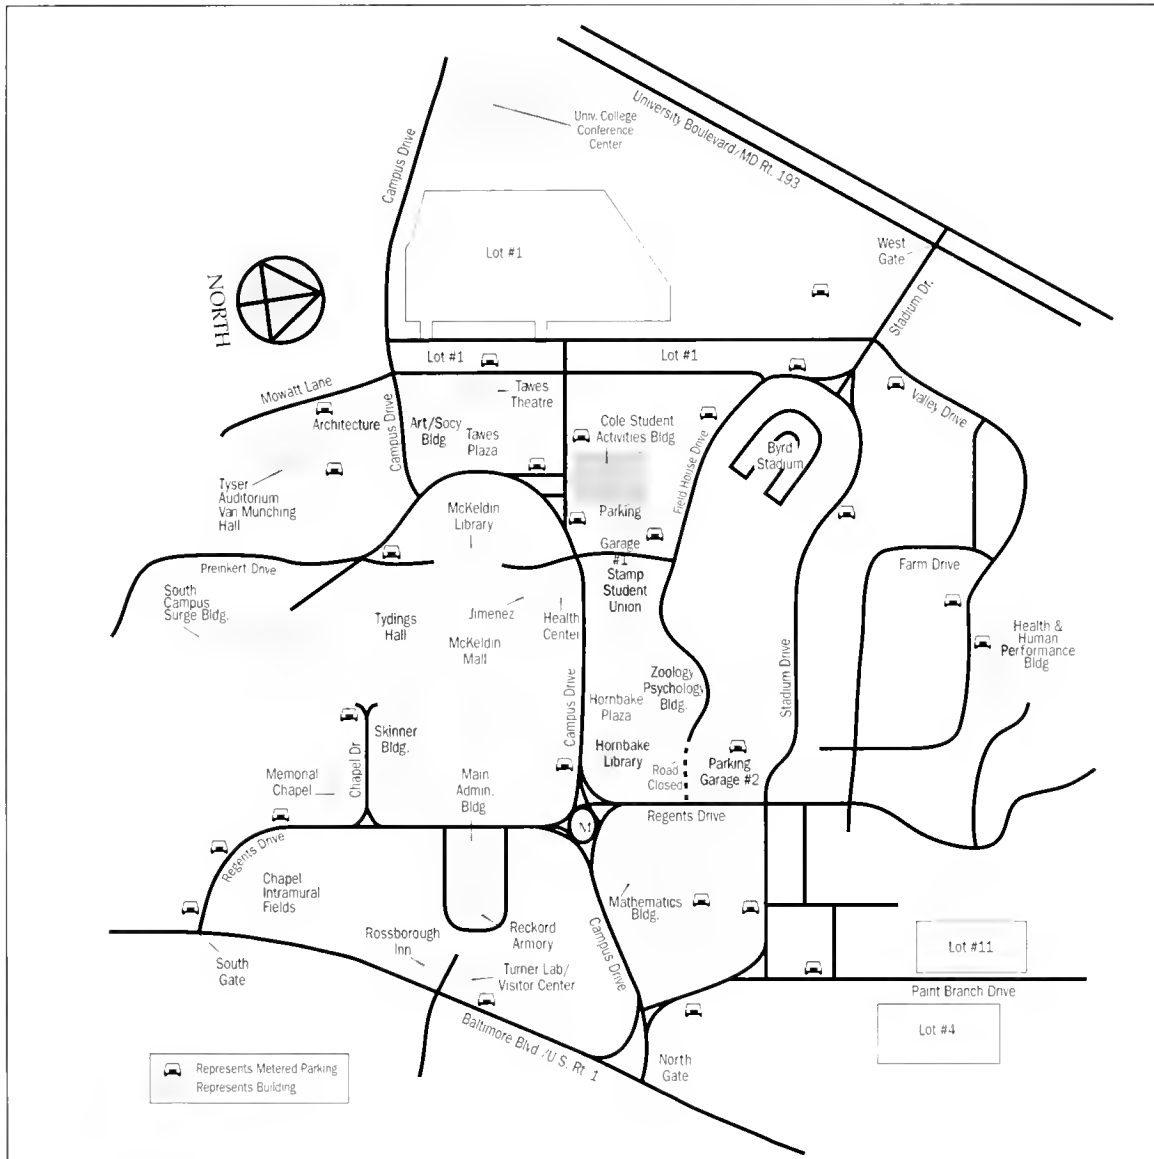 University Boulevard/MD Rt. 193
Univ. College
Conference
Center
Campus Drive
Lot #1
West
Gate
Stadium Dr.
NORTH
Lot #1
Lot #1
Mowatt Lane
Tawes
Theatre
Valley Drive
Architecture
Campus Drive
Art/Socy
Bldg
Tawes
Plaza
Cole Student
Activities Bldg
Field House Drive
Byrd
Stadium
Tyser
Auditorium
Van Munching
Hall
McKeldin
Library
Parking
Garage
#1
Stamp
Student
Union
Preinkert Drive
Farm Drive
South
Campus
Surge Bldg.
Tydings
Hall
Jimenez
Health
Center
McKeldin
Mall
Health &
Human
Performance
Bldg
Zoology
Psychology
Bldg.
Hornbake
Plaza
Campus Drive
Stadium Drive
Skinner
Bldg.
Hornbake
Library
Road
Closed
Parking
Garage #2
Chapel Dr
Memorial
Chapel
Main
Admin.
Bldg
M
Regents Drive
Regents Drive
Chapel
Intramural
Fields
Mathematics
Bldg.
Reckord
Armory
Rossborough
Inn
Campus Drive
Lot #11
South
Gate
Turner Lab/
Visitor Center
Paint Branch Drive
Baltimore Blvd./U.S. Rt. 1
Lot #4
North
Gate
Represents Metered Parking
Represents Building